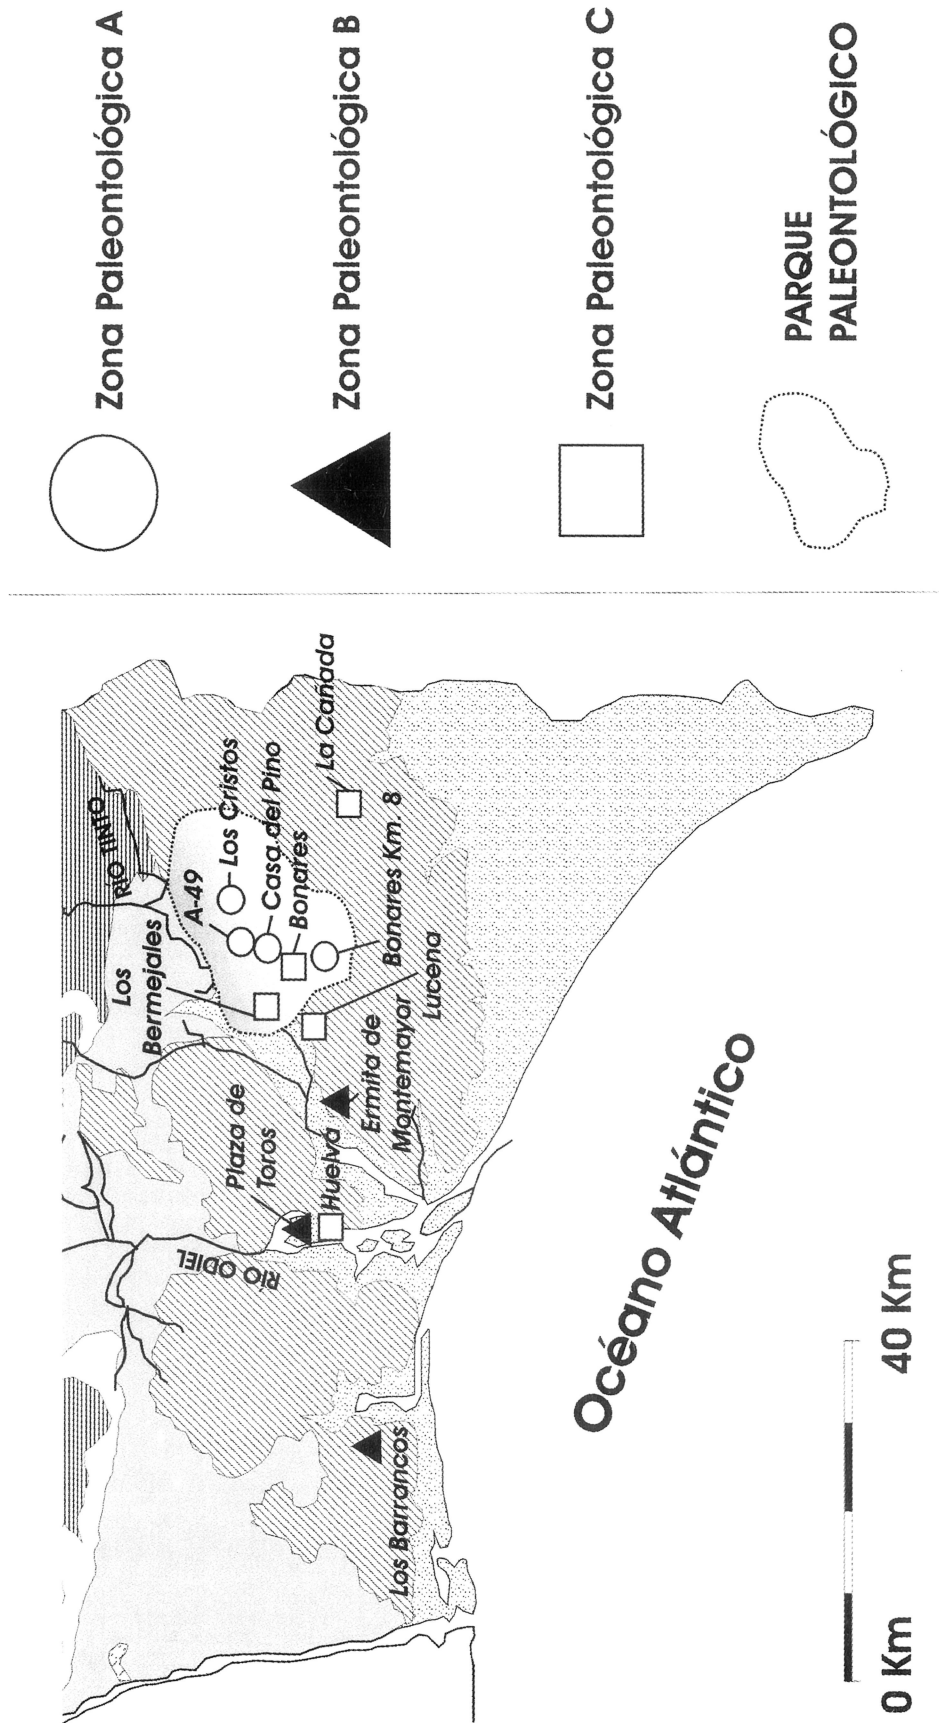 RÍO TINTO
Los
Bermejales
A-49
Los Cristos
Casa del Pino
Bonares
La Cañada
Plaza de
Toros
RÍO ODIEL
Huelva
Ermita de
Montemayor
Lucena
Bonares Km. 8
Los Barrancos
Océano Atlántico
0 Km
40 Km
Zona Paleontológica A
Zona Paleontológica B
Zona Paleontológica C
PARQUE
PALEONTOLÓGICO